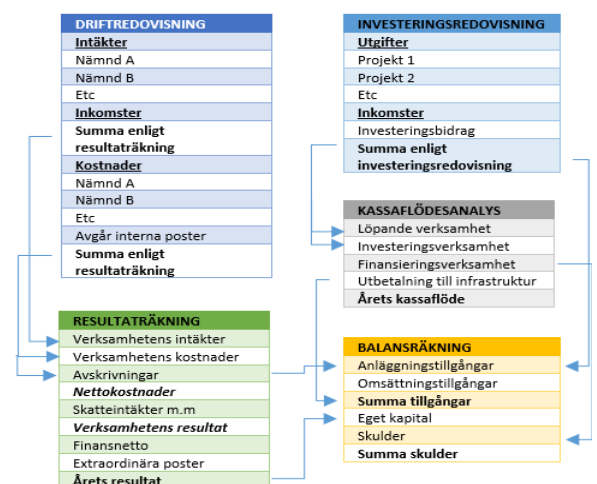 DRIFTREDOVISNING
Intäkter
Nämnd A
Nämnd B
Etc
Inkomster
Summa enligt
resultaträkning
Kostnader
Nämnd A
Nämnd B
Etc
Avgår interna poster
Summa enligt
resultaträkning
INVESTERINGSREDOVISNING
Utgifter
Projekt 1
Projekt 2
Etc
Inkomster
Investeringsbidrag
Summa enligt
investeringsredovisning
KASSAFLÖDESANALYS
Löpande verksamhet
Investeringsverksamhet
Finansieringsverksamhet
Utbetalning till infrastruktur
Årets kassaflöde
RESULTATRÄKNING
Verksamhetens intäkter
Verksamhetens kostnader
Avskrivningar
Nettokostnader
Skatteintäkter m.m
Verksamhetens resultat
Finansnetto
Extraordinära poster
Årets resultat
BALANSRÄKNING
Anläggningstillgångar
Omsättningstillgångar
Summa tillgångar
Eget kapital
Skulder
Summa skulder